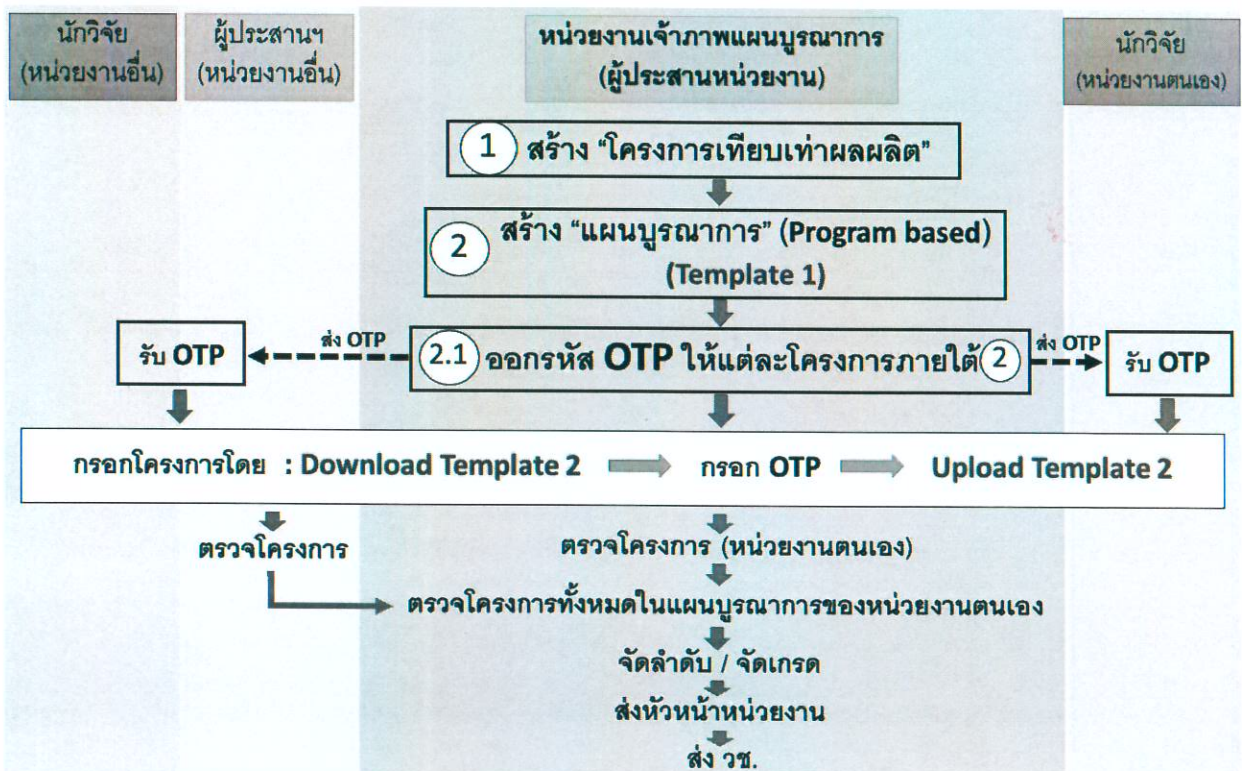 นักวิจัย
(หน่วยงานอื่น)
ผู้ประสานฯ
(หน่วยงานอื่น)
หน่วยงานเจ้าภาพแผนบูรณาการ
(ผู้ประสานหน่วยงาน)
นักวิจัย
(หน่วยงานตนเอง)
1 สร้าง “โครงการเทียบเท่าผลผลิต”
2 สร้าง “แผนบูรณาการ” (Program based)
(Template 1)
รับ OTP
ส่ง OTP
2.1 ออกรหัส OTP ให้แต่ละโครงการภายใต้ 2
ส่ง OTP
รับ OTP
กรอกโครงการโดย : Download Template 2 กรอก OTP Upload Template 2
ตรวจโครงการ
ตรวจโครงการ (หน่วยงานตนเอง)
ตรวจโครงการทั้งหมดในแผนบูรณาการของหน่วยงานตนเอง
จัดลำดับ / จัดเกรด
ส่งหัวหน้าหน่วยงาน
ส่ง วช.